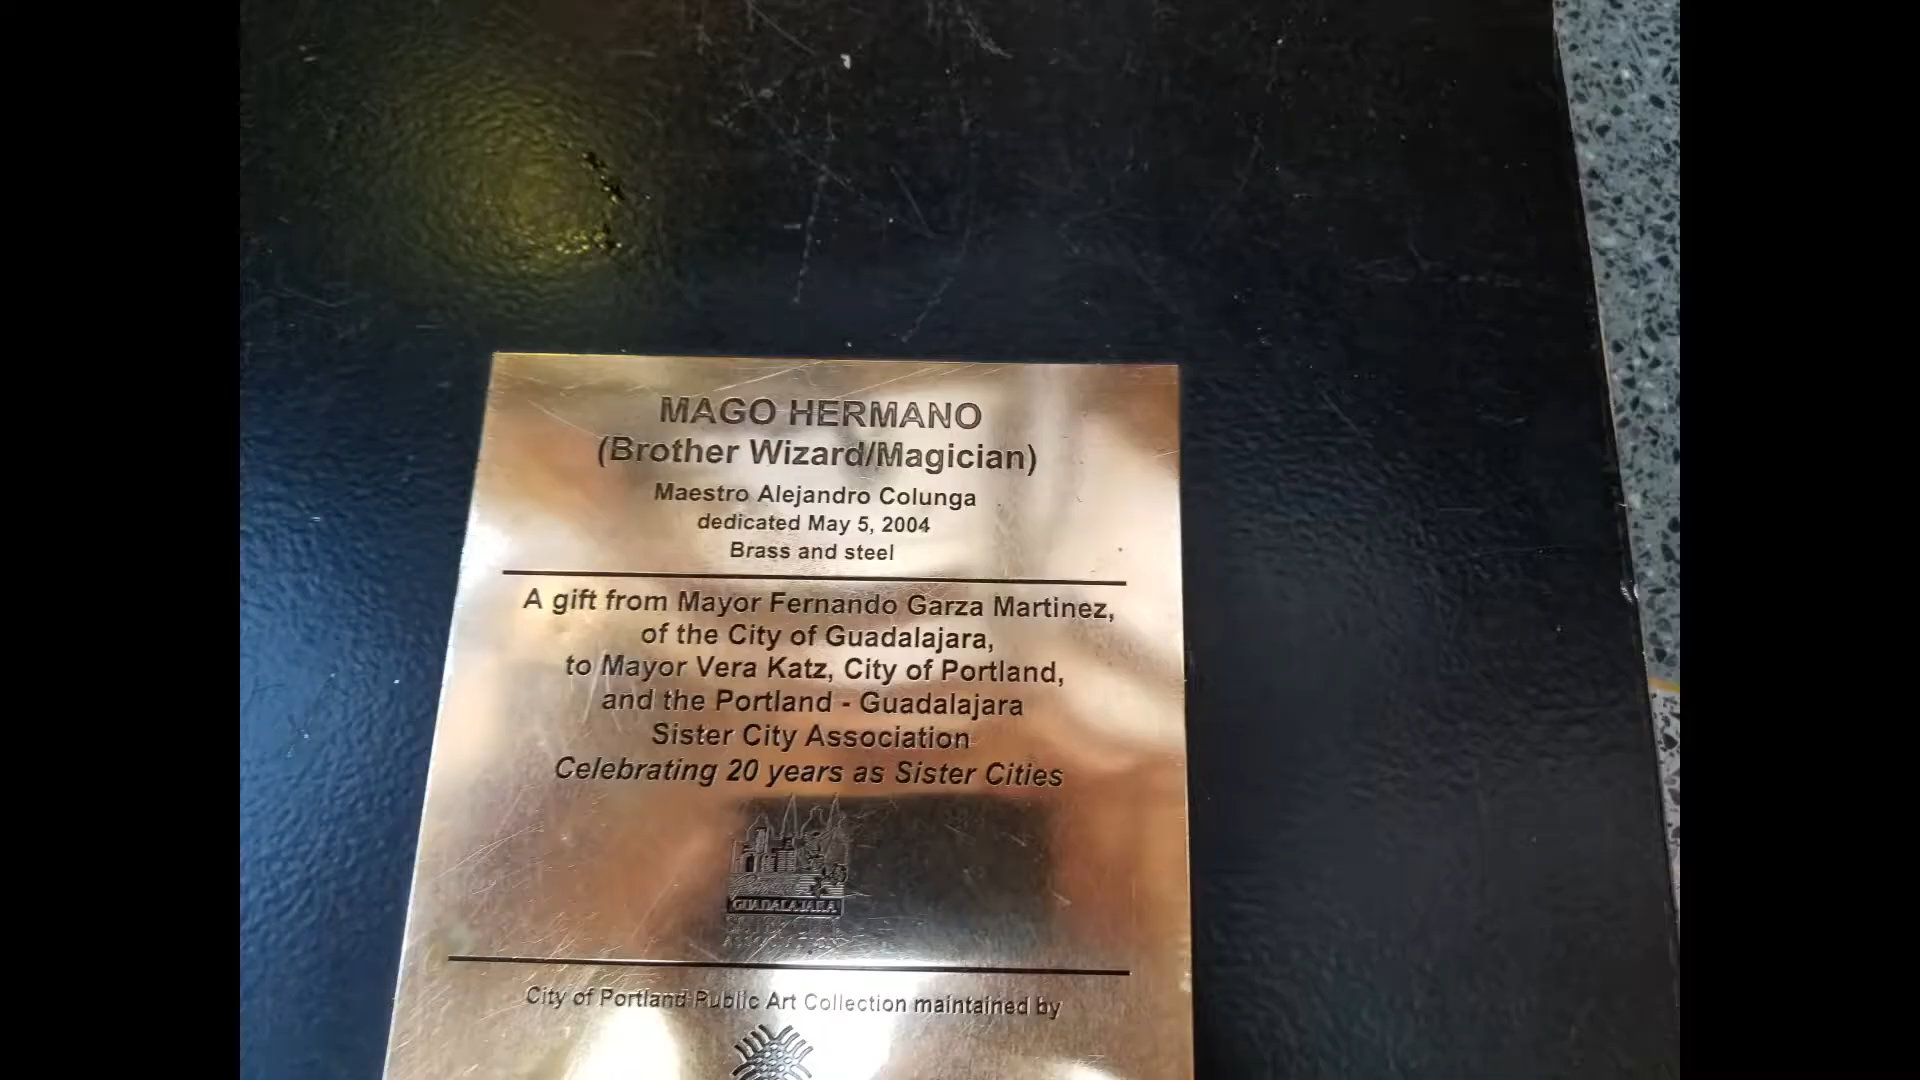 MAGO HERMANO
(Brother Wizard/Magician)
Maestro Alejandro Colunga
dedicated May 5, 2004
Brass and steel
A gift from Mayor Fernando Garza Martinez,
of the City of Guadalajara,
to Mayor Vera Katz, City of Portland,
and the Portland - Guadalajara
Sister City Association
Celebrating 20 years as Sister Cities
GUADALAJARA
City of Portland Public Art Collection maintained by